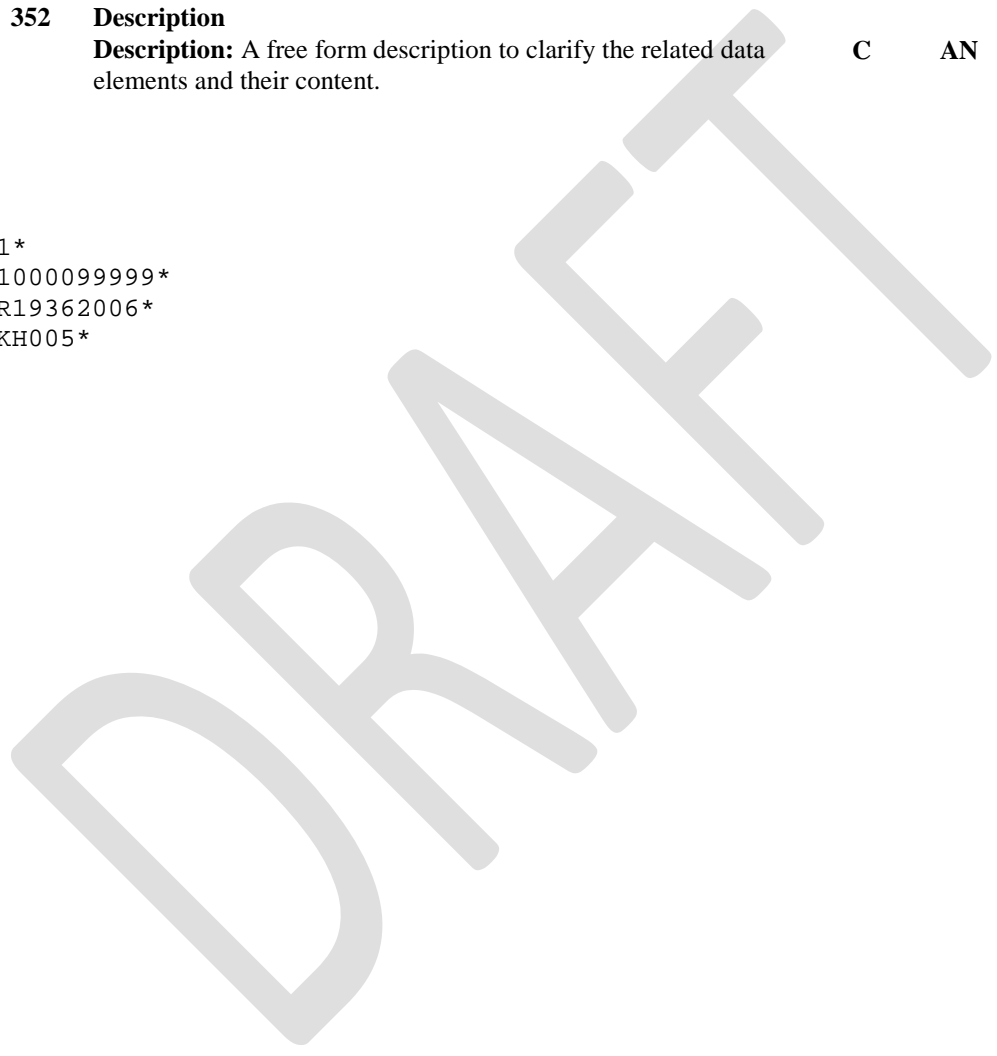 352 Description
Description: A free form description to clarify the related data C AN
elements and their content.
1*
1000099999*
R19362006*
KH005*
DRAFT